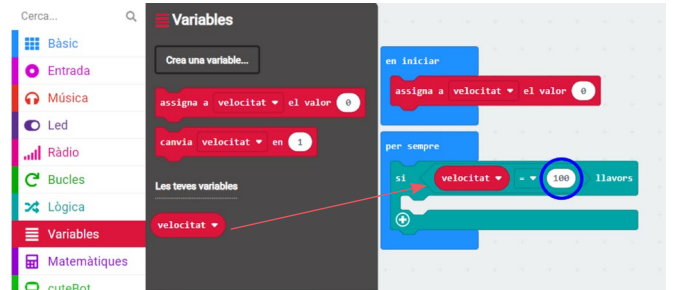 Cerca...
Bàsic
Entrada
Música
Led
Ràdio
Bucles
Lògica
Variables
Matemàtiques
cuteBot
Variables
Crea una variable...
assigna a velocitat el valor 0
canvia velocitat en 1
Les teves variables
velocitat
en iniciar
assigna a velocitat el valor 0
per sempre
si velocitat = 100 llavors